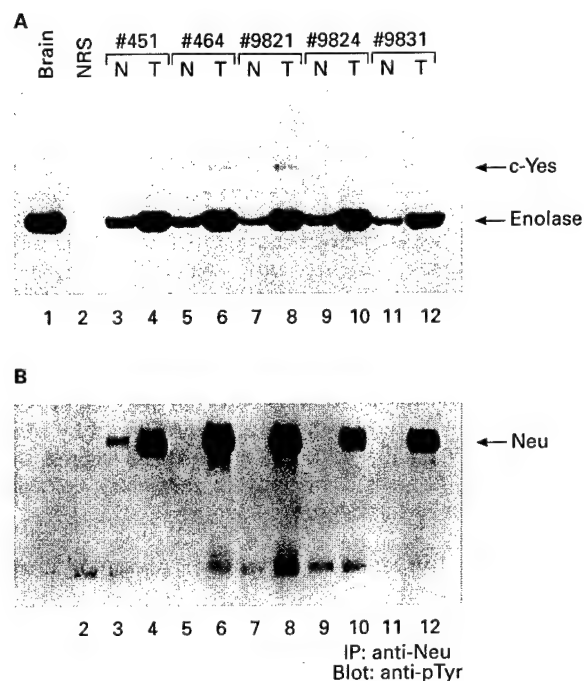 A
#451 #464 #9821 #9824 #9831
Brain NRS N T N T N T N T N T
c-Yes
Enolase
1 2 3 4 5 6 7 8 9 10 11 12
B
Neu
2 3 4 5 6 7 8 9 10 11 12
IP: anti-Neu
Blot: anti-pTyr